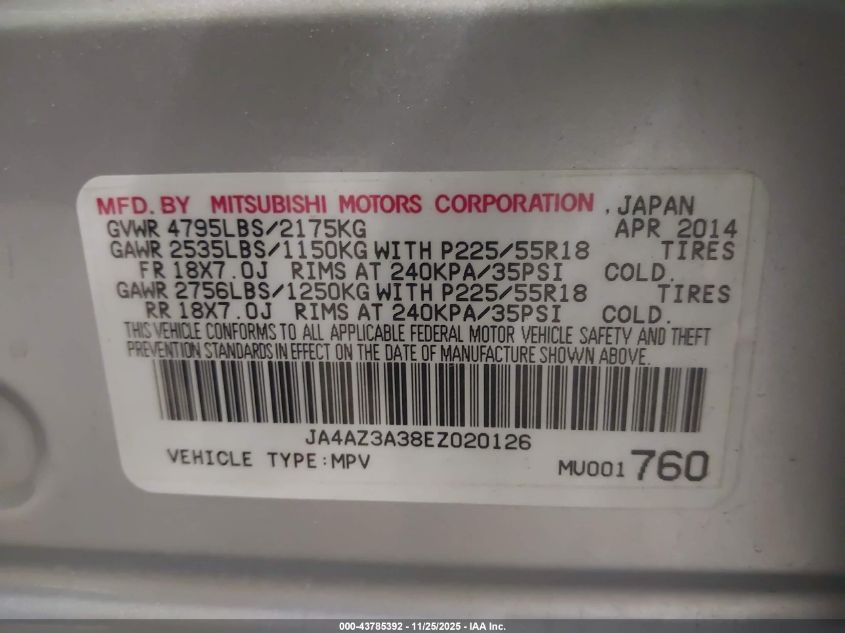 MFD. BY MITSUBISHI MOTORS CORPORATION , JAPAN
GVWR 4795LBS/2175KG APR 2014
GAWR 2535LBS/1150KG WITH P225/55R18 TIRES
FR 18X7.0J RIMS AT 240KPA/35PSI COLD.
GAWR 2756LBS/1250KG WITH P225/55R18 TIRES
RR 18X7.0J RIMS AT 240KPA/35PSI COLD.
THIS VEHICLE CONFORMS TO ALL APPLICABLE FEDERAL MOTOR VEHICLE SAFETY AND THEFT
PREVENTION STANDARDS IN EFFECT ON THE DATE OF MANUFACTURE SHOWN ABOVE.
JA4AZ3A38EZ020126
VEHICLE TYPE:MPV MU001 760
000-43785392 - 11/25/2025 - IAA Inc.